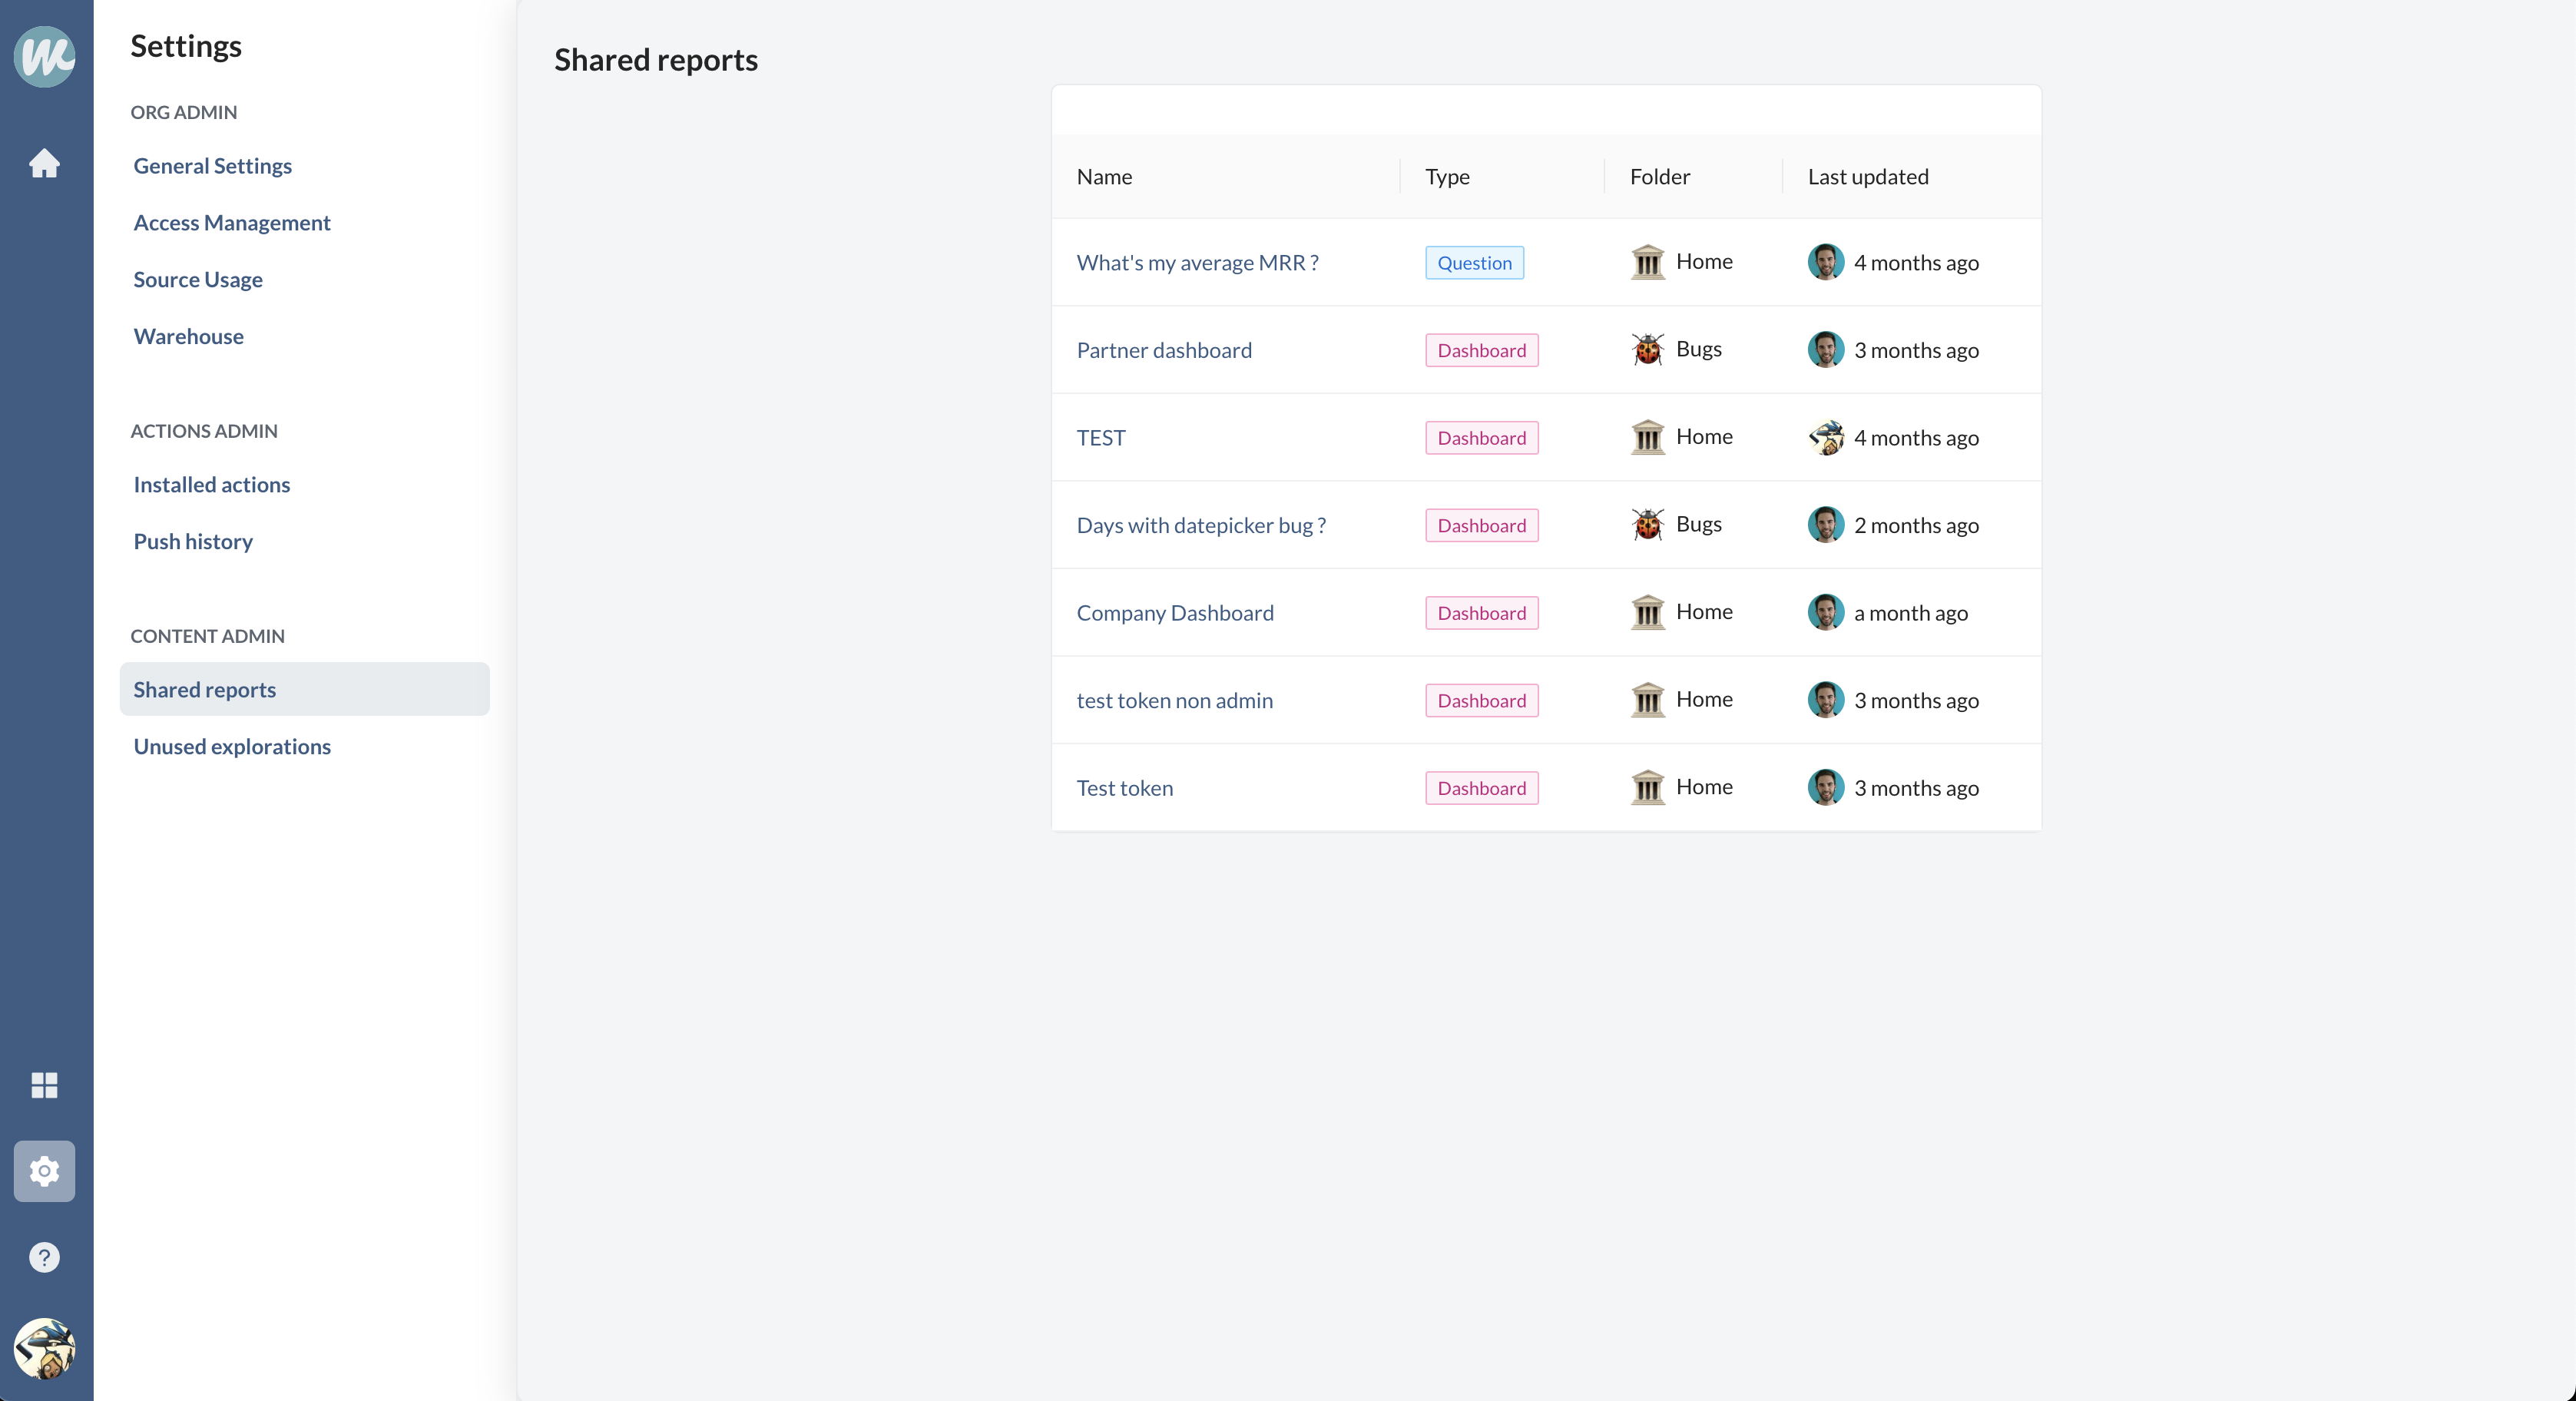 Settings
ORG ADMIN
General Settings
Access Management
Source Usage
Warehouse
ACTIONS ADMIN
Installed actions
Push history
CONTENT ADMIN
Shared reports
Unused explorations
Shared reports
Name Type Folder Last updated
What's my average MRR ? Question Home 4 months ago
Partner dashboard Dashboard Bugs 3 months ago
TEST Dashboard Home 4 months ago
Days with datepicker bug ? Dashboard Bugs 2 months ago
Company Dashboard Dashboard Home a month ago
test token non admin Dashboard Home 3 months ago
Test token Dashboard Home 3 months ago